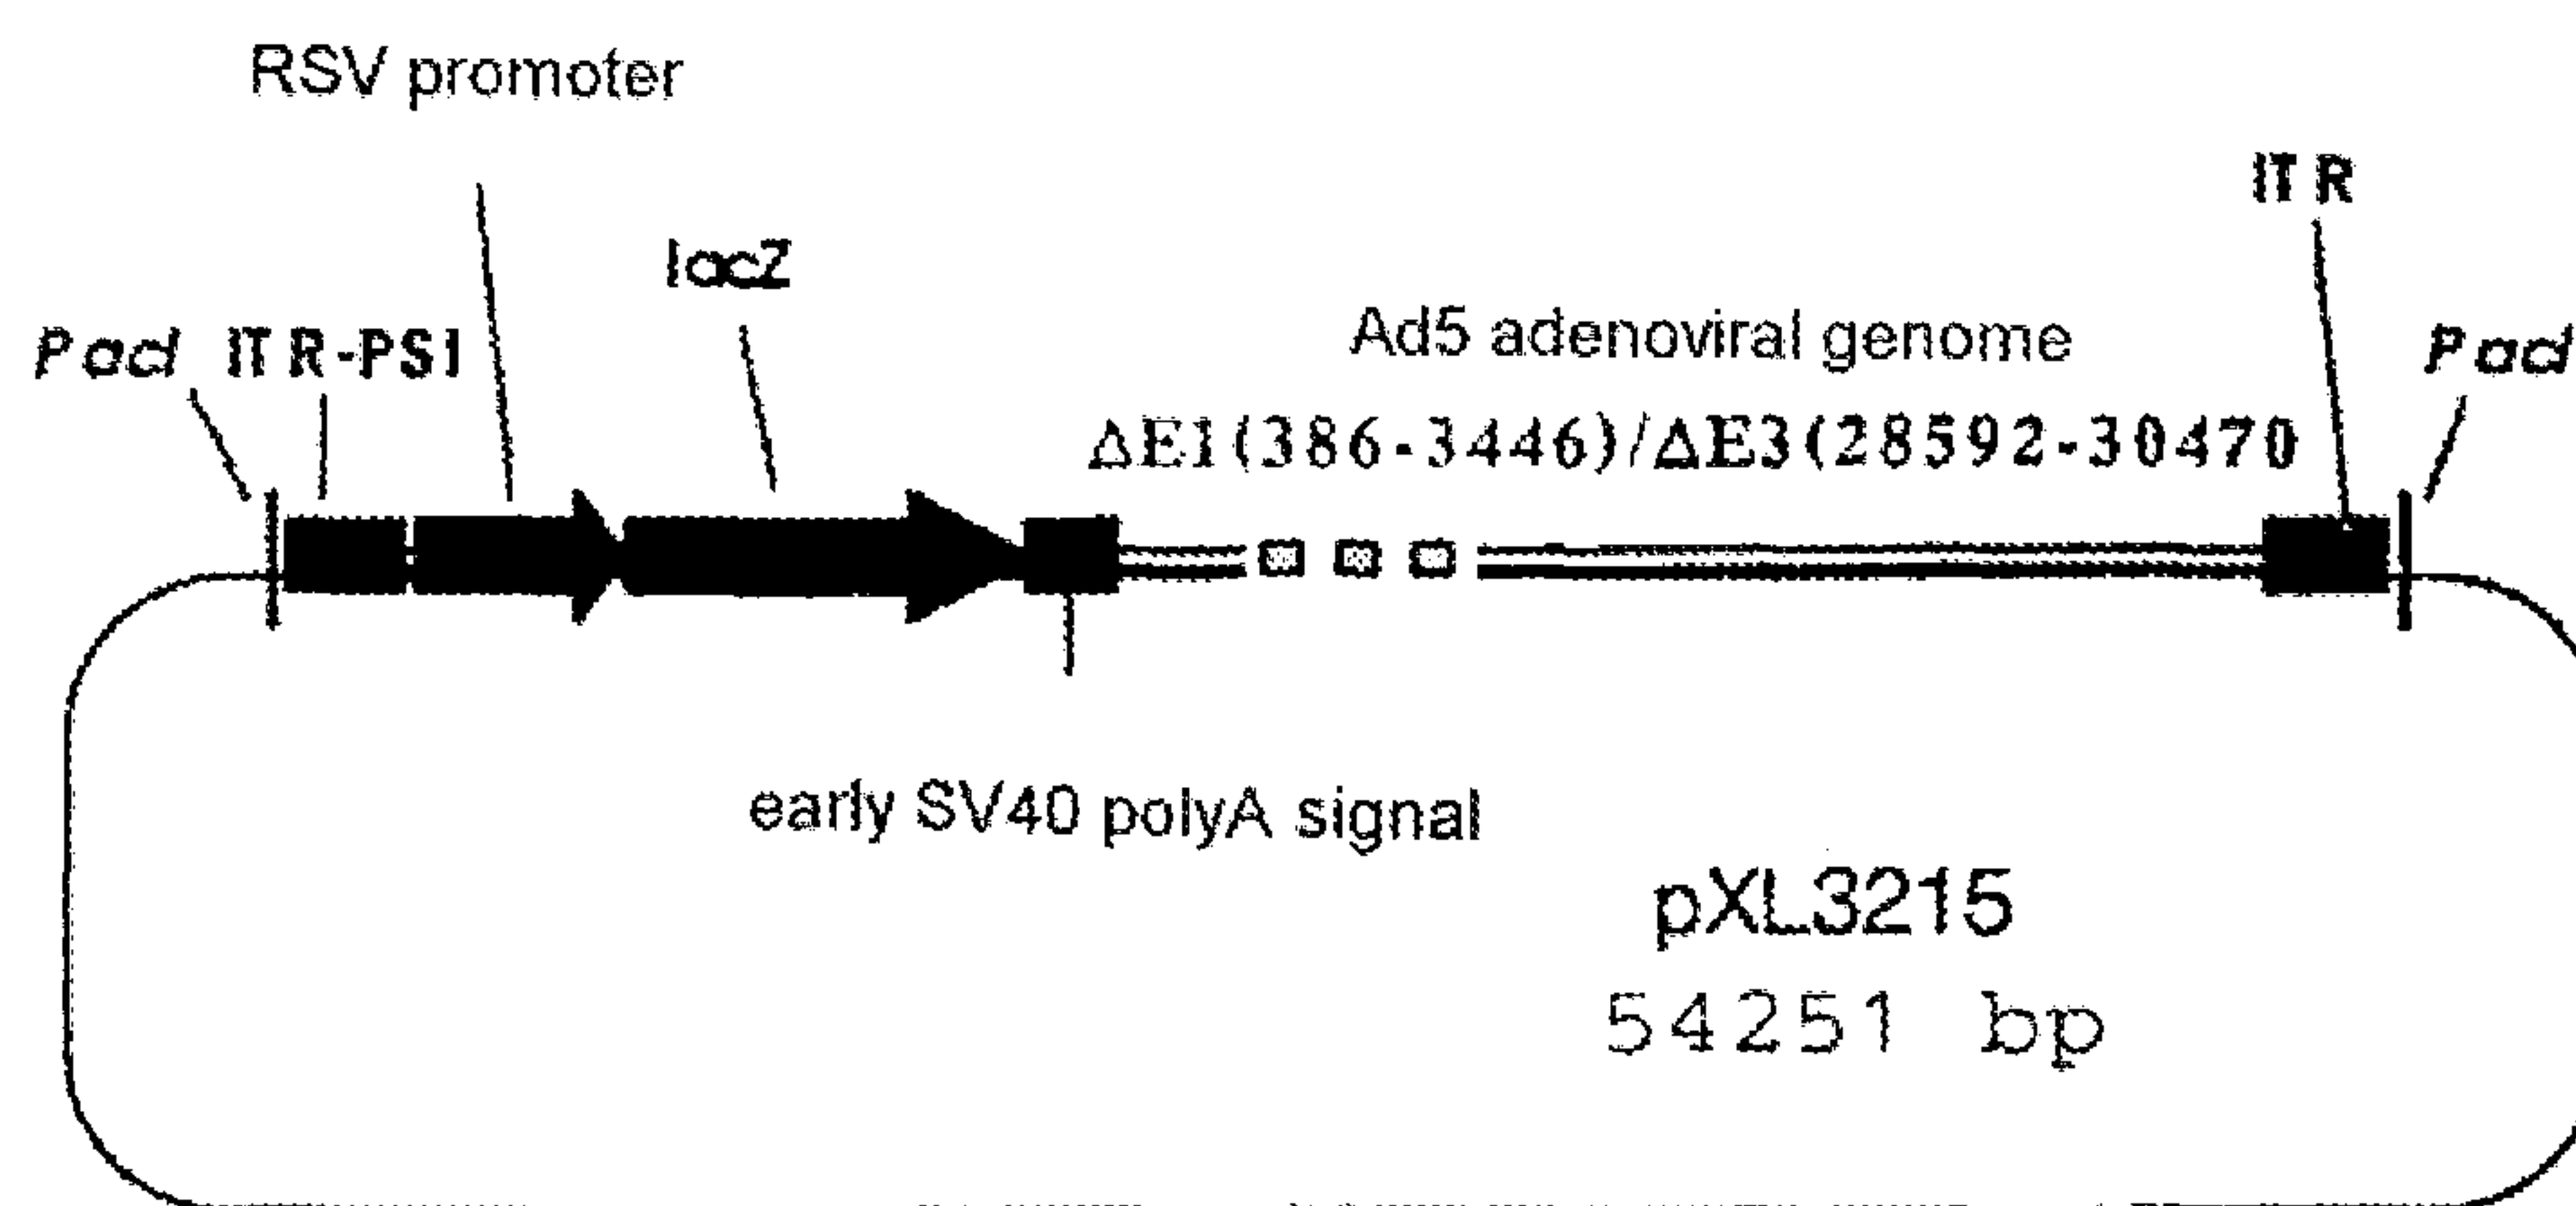 RSV promoter
ITR
lacZ
Ad5 adenoviral genome
PacI ITR-PSI
PacI
ΔE1(386-3446)/ΔE3(28592-30470
early SV40 polyA signal
pXL3215
54251 bp